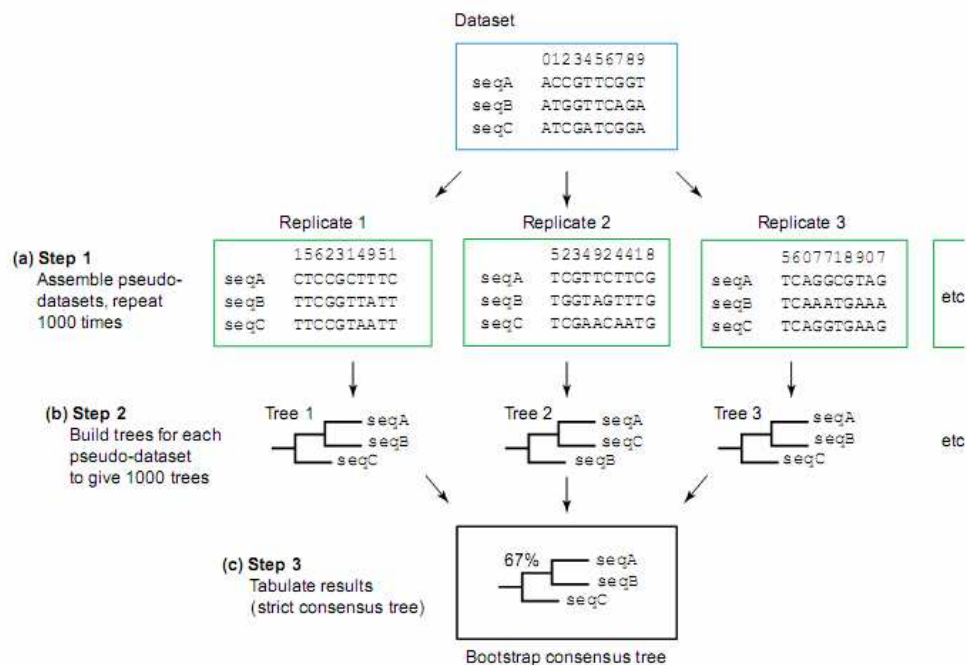 Dataset
0123456789
seqA ACCGTTCGGT
seqB ATGGTTCAGA
seqC ATCGATCGGA
(a) Step 1
Assemble pseudo-
datasets, repeat
1000 times
Replicate 1
1562314951
seqA CTCCGCTTTC
seqB TTCGGTTATT
seqC TTCCGTAATT
Replicate 2
5234924418
seqA TCGTTCTTCG
seqB TGGTAGTTTG
seqC TCGAACAATG
Replicate 3
5607718907
seqA TCAGGCGTAG
seqB TCAAATGAAA
seqC TCAGGTGAAG
etc
(b) Step 2
Build trees for each
pseudo-dataset
to give 1000 trees
Tree 1
seqA
seqB
seqC
Tree 2
seqA
seqC
seqB
Tree 3
seqA
seqB
seqC
etc
(c) Step 3
Tabulate results
(strict consensus tree)
67%
seqA
seqB
seqC
Bootstrap consensus tree